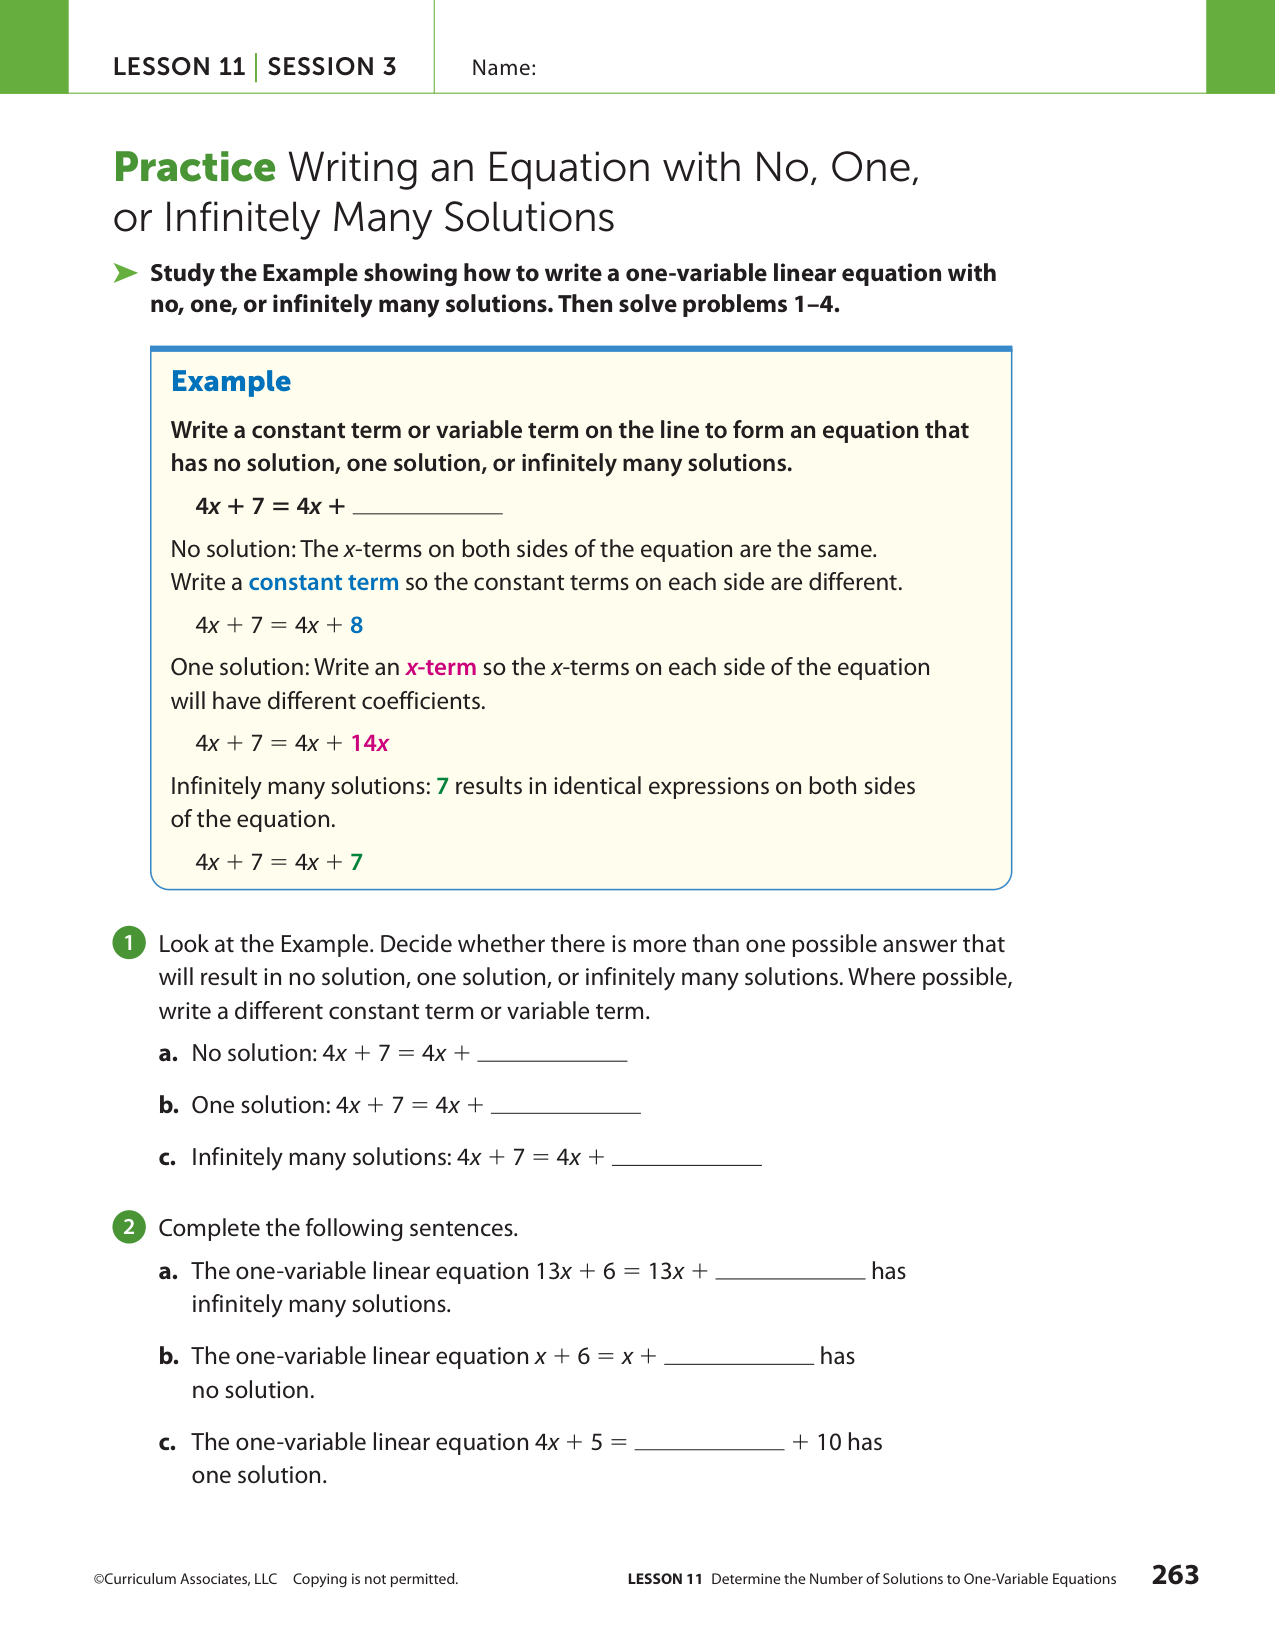 LESSON 11 | SESSION 3
Name:
Practice Writing an Equation with No, One,
or Infinitely Many Solutions
➤ Study the Example showing how to write a one-variable linear equation with
no, one, or infinitely many solutions. Then solve problems 1–4.
Example
Write a constant term or variable term on the line to form an equation that
has no solution, one solution, or infinitely many solutions.
4x + 7 = 4x + ____________
No solution: The x-terms on both sides of the equation are the same.
Write a constant term so the constant terms on each side are different.
4x + 7 = 4x + 8
One solution: Write an x-term so the x-terms on each side of the equation
will have different coefficients.
4x + 7 = 4x + 14x
Infinitely many solutions: 7 results in identical expressions on both sides
of the equation.
4x + 7 = 4x + 7
1 Look at the Example. Decide whether there is more than one possible answer that
will result in no solution, one solution, or infinitely many solutions. Where possible,
write a different constant term or variable term.
a. No solution: 4x + 7 = 4x + ____________
b. One solution: 4x + 7 = 4x + ____________
c. Infinitely many solutions: 4x + 7 = 4x + ____________
2 Complete the following sentences.
a. The one-variable linear equation 13x + 6 = 13x + ____________ has
infinitely many solutions.
b. The one-variable linear equation x + 6 = x + ____________ has
no solution.
c. The one-variable linear equation 4x + 5 = ____________ + 10 has
one solution.
©Curriculum Associates, LLC Copying is not permitted.
LESSON 11 Determine the Number of Solutions to One-Variable Equations 263